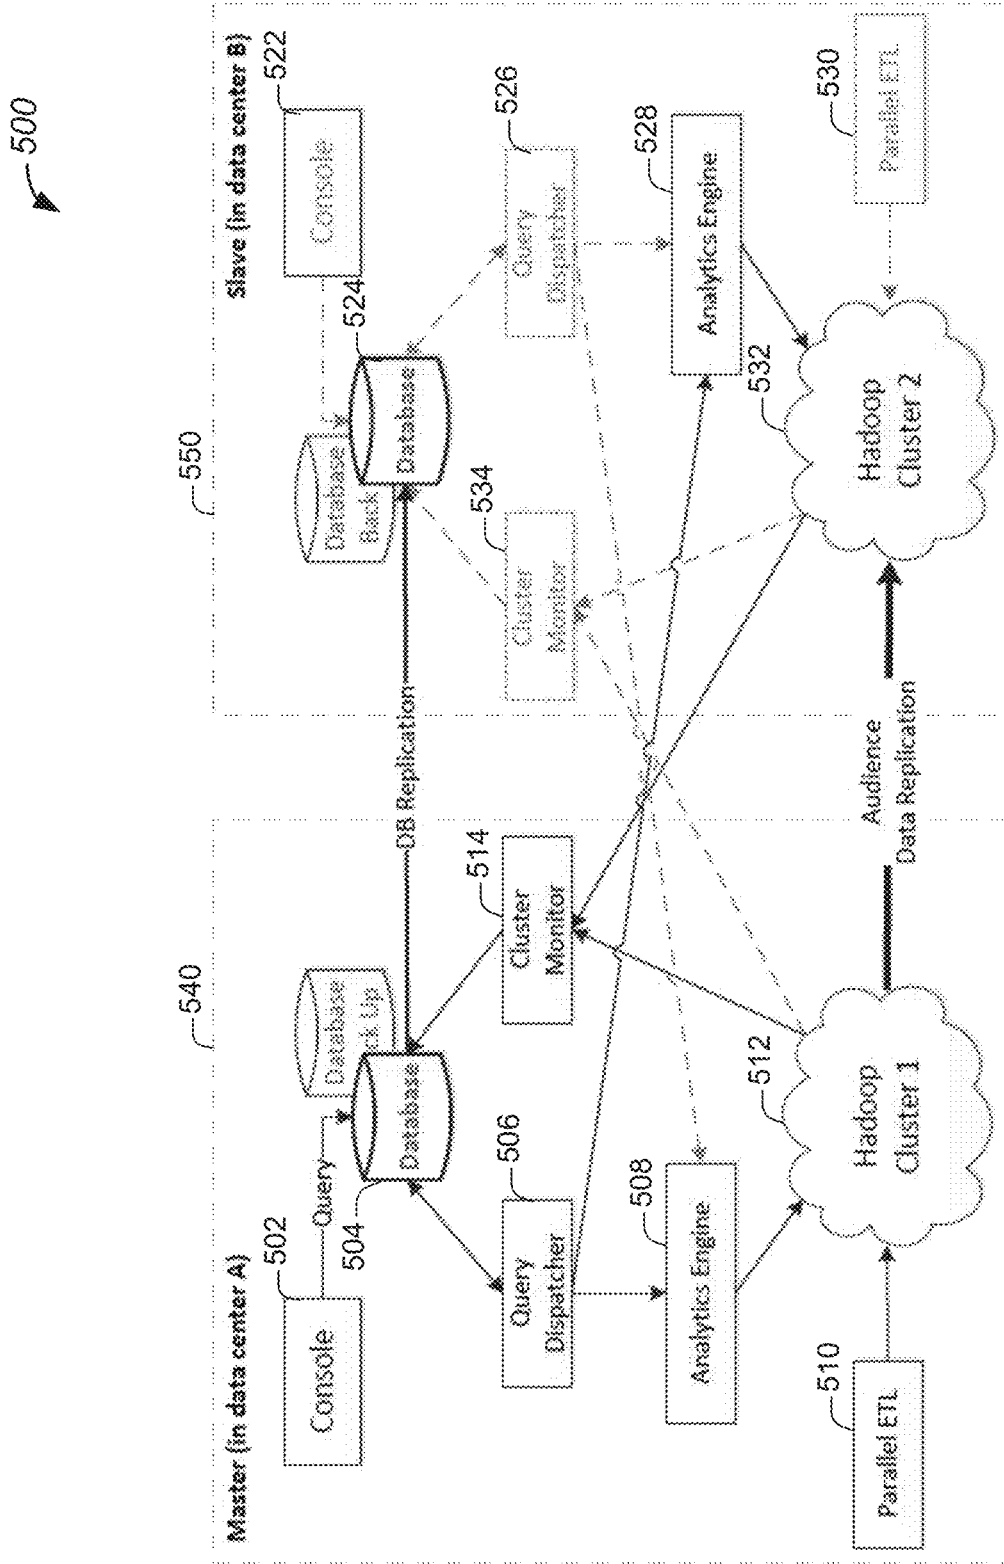 500
Master (in data center A)
Slave (in data center B)
540
550
502
Console
Query
522
Console
Database
Database
Back
504
Database
DB Replication
524
Database
506
Query
Dispatcher
514
Cluster
Monitor
534
Cluster
Monitor
526
Query
Dispatcher
508
Analytics Engine
528
Analytics Engine
510
Parallel ETL
512
Hadoop
Cluster 1
Audience
Data Replication
532
Hadoop
Cluster 2
530
Parallel ETL